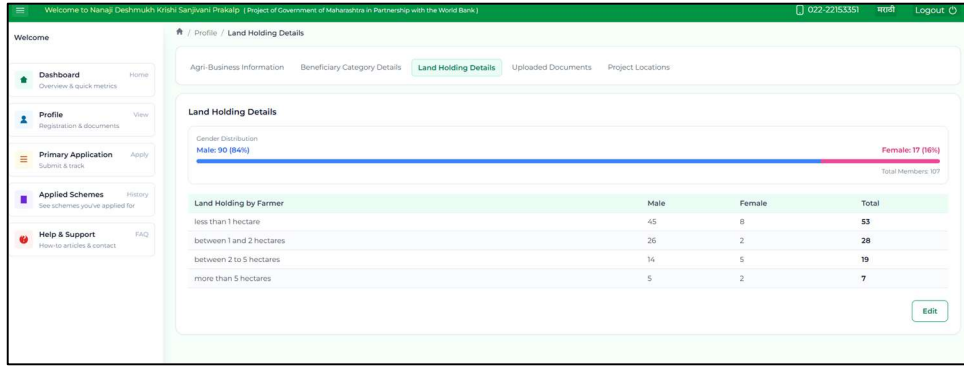 Welcome to Nanaji Deshmukh Krishi Sanjivani Prakalp ( Project of Government of Maharashtra in Partnership with the World Bank ) 022-22153351 मराठी Logout
Welcome
Dashboard Home
Overview & quick metrics
Profile View
Registration & documents
Primary Application Apply
Submit & track
Applied Schemes History
See schemes you've applied for
Help & Support FAQ
How-to articles & contact
/ Profile / Land Holding Details
Agri-Business Information Beneficiary Category Details Land Holding Details Uploaded Documents Project Locations
Land Holding Details
Gender Distribution
Male: 90 (84%) Female: 17 (16%)
Total Members: 107
Land Holding by Farmer Male Female Total
less than 1 hectare 45 8 53
between 1 and 2 hectares 26 2 28
between 2 to 5 hectares 14 5 19
more than 5 hectares 5 2 7
Edit